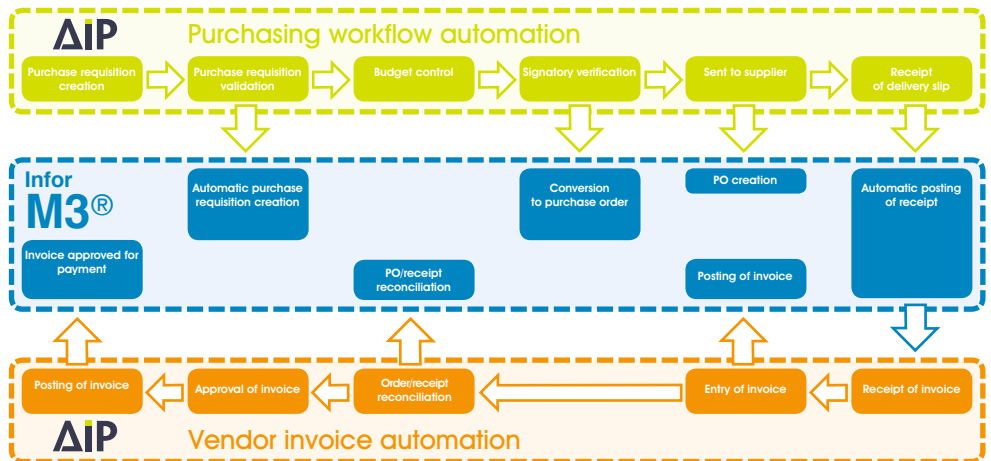 AiP
Purchasing workflow automation
Purchase requisition
creation
Purchase requisition
validation
Budget control
Signatory verification
Sent to supplier
Receipt
of delivery slip
Infor
M3®
Automatic purchase
requisition creation
Conversion
to purchase order
PO creation
Automatic posting
of receipt
Invoice approved for
payment
PO/receipt
reconciliation
Posting of invoice
Posting of invoice
Approval of invoice
Order/receipt
reconciliation
Entry of invoice
Receipt of invoice
AiP
Vendor invoice automation